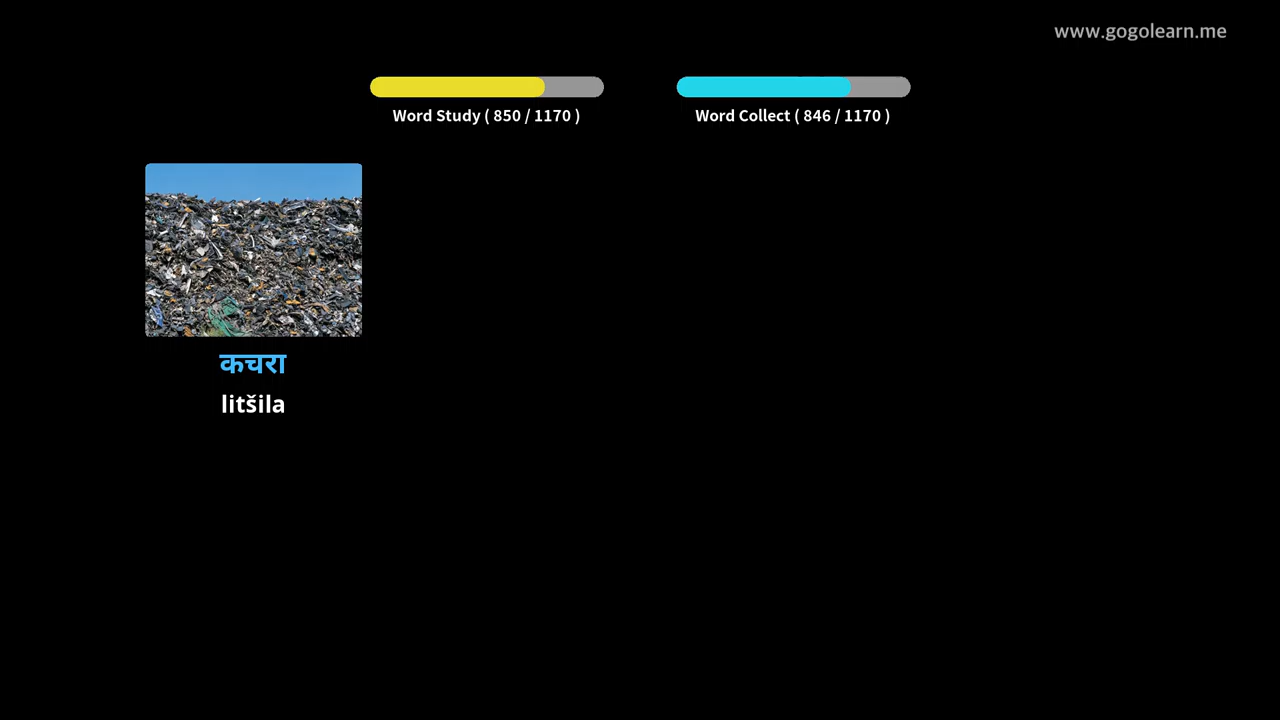 www.gogolearn.me
Word Study ( 850 / 1170 )
Word Collect ( 846 / 1170 )
कचरा
litšila